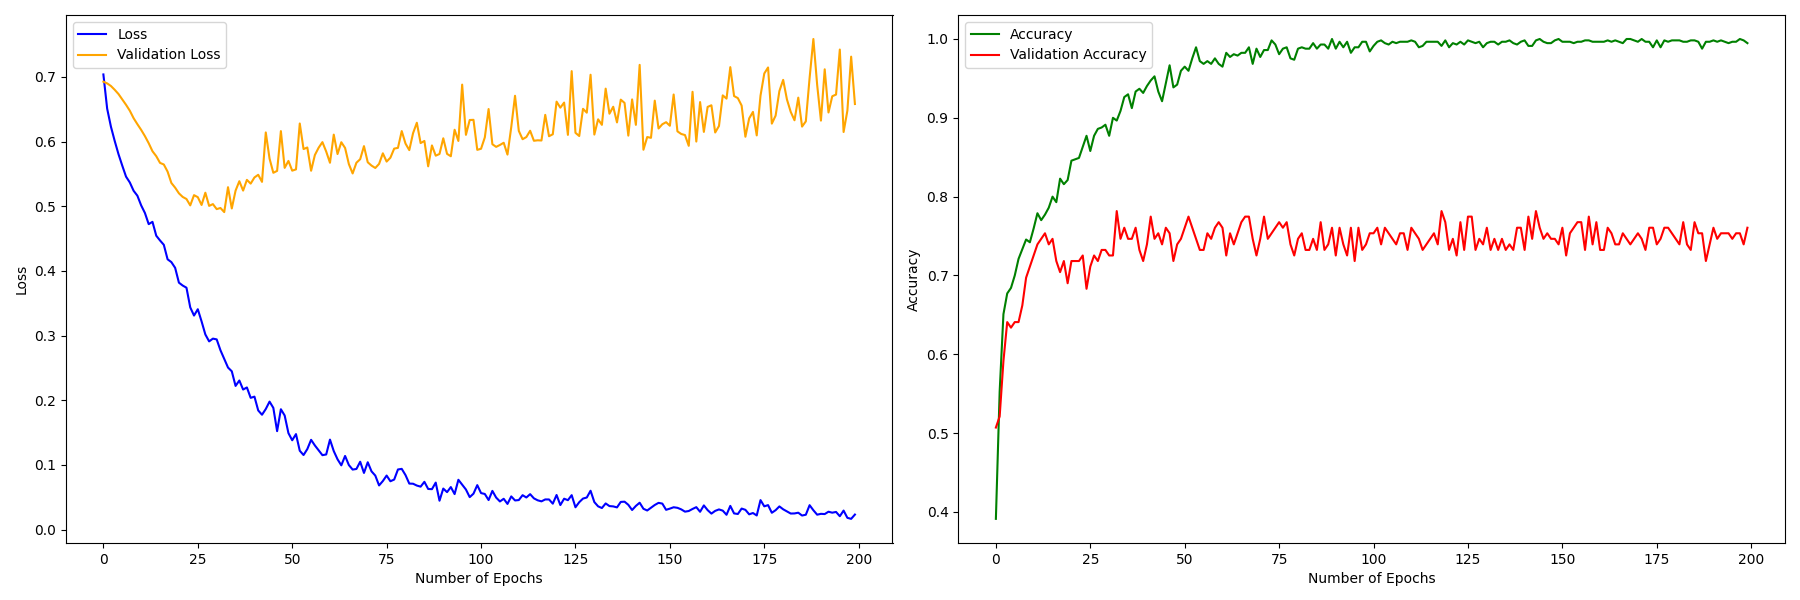 Loss
Validation Loss
0.7
0.6
0.5
0.4
0.3
0.2
0.1
0.0
Loss
0 25 50 75 100 125 150 175 200
Number of Epochs
Accuracy
Validation Accuracy
1.0
0.9
0.8
0.7
0.6
0.5
0.4
Accuracy
0 25 50 75 100 125 150 175 200
Number of Epochs